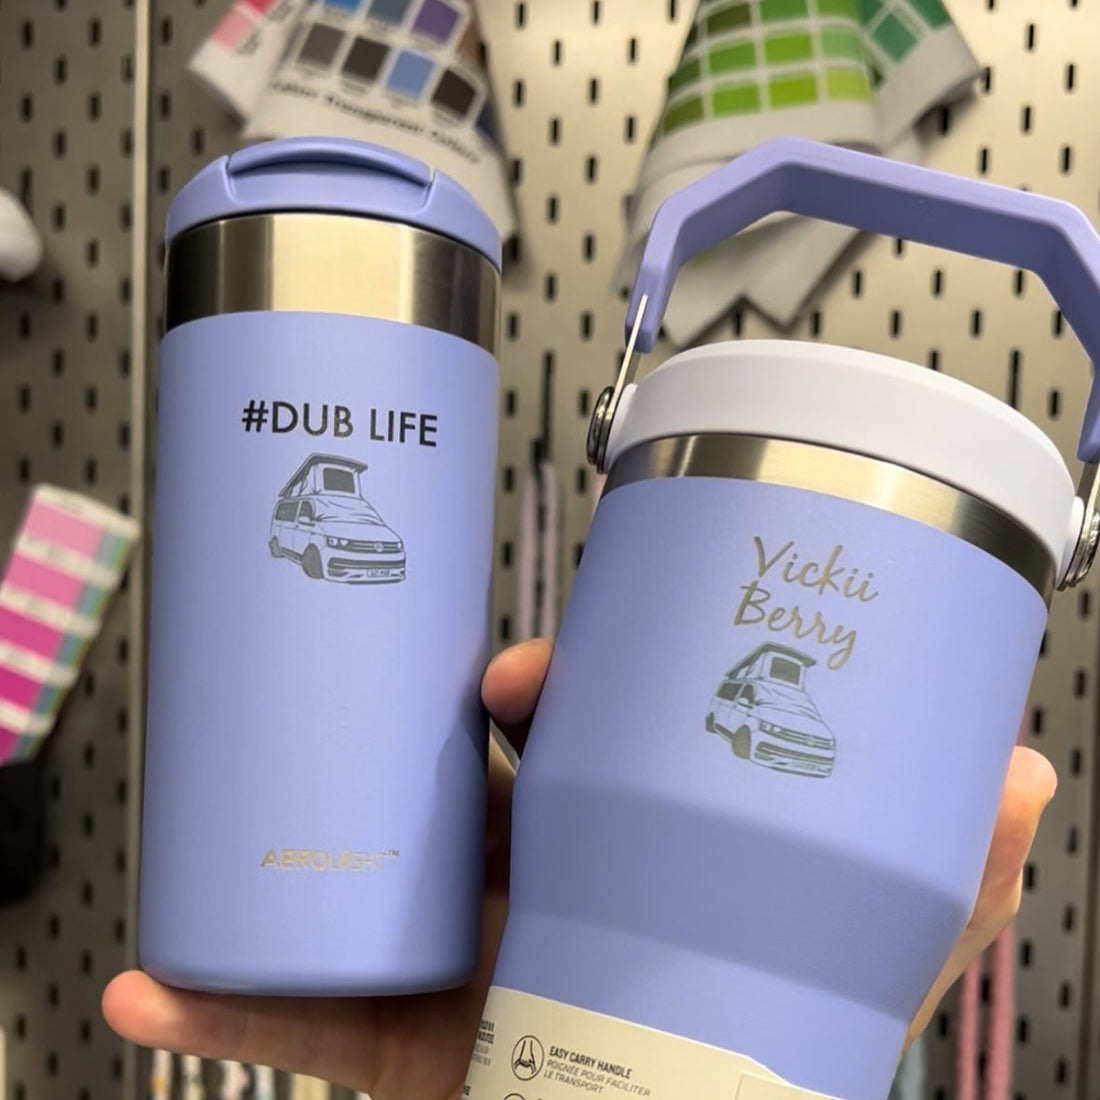 #DUB LIFE
AEROLIGHT™
Vickii
Berry
EASY CARRY HANDLE
POIGNÉE POUR FACILITER
LE TRANSPORT